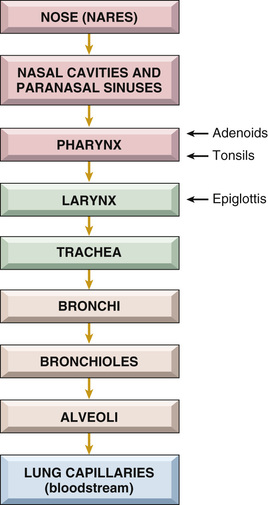 NOSE (NARES)
NASAL CAVITIES AND
PARANASAL SINUSES
Adenoids
PHARYNX
Tonsils
LARYNX
Epiglottis
TRACHEA
BRONCHI
BRONCHIOLES
ALVEOLI
LUNG CAPILLARIES
(bloodstream)